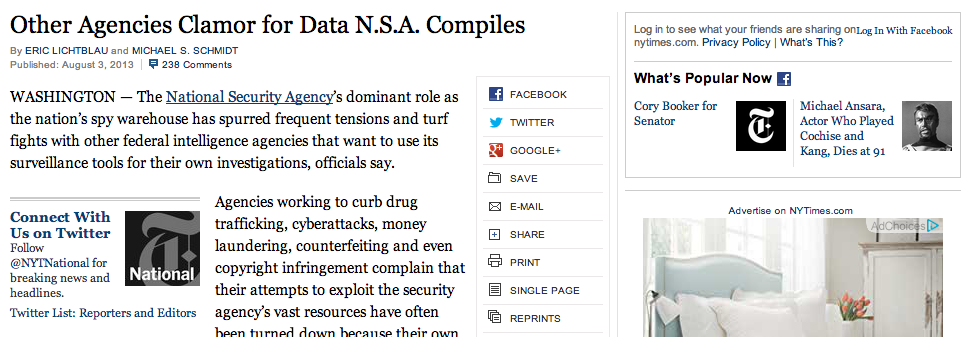 Other Agencies Clamor for Data N.S.A. Compiles
By ERIC LICHTBLAU and MICHAEL S. SCHMIDT
Published: August 3, 2013 | 238 Comments
WASHINGTON — The National Security Agency's dominant role as
the nation's spy warehouse has spurred frequent tensions and turf
fights with other federal intelligence agencies that want to use its
surveillance tools for their own investigations, officials say.
Connect With
Us on Twitter
Follow
@NYTNational for
breaking news and
headlines.
Twitter List: Reporters and Editors
National
Agencies working to curb drug
trafficking, cyberattacks, money
laundering, counterfeiting and even
copyright infringement complain that
their attempts to exploit the security
agency's vast resources have often
been turned down because their own
FACEBOOK
TWITTER
GOOGLE+
SAVE
E-MAIL
SHARE
PRINT
SINGLE PAGE
REPRINTS
Log in to see what your friends are sharing on Log In With Facebook
nytimes.com. Privacy Policy | What's This?
What's Popular Now
Cory Booker for
Senator
Michael Ansara,
Actor Who Played
Cochise and
Kang, Dies at 91
Advertise on NYTimes.com
AdChoices